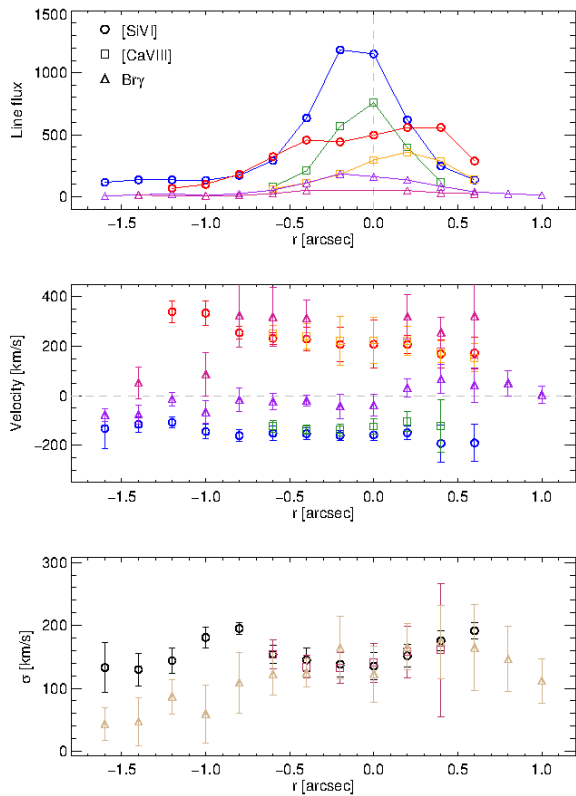 1500
1000
500
0
Line flux
[SiVI]
[CaVIII]
Brγ
−1.5 −1.0 −0.5 0.0 0.5 1.0
r [arcsec]
400
200
0
−200
Velocity [km/s]
−1.5 −1.0 −0.5 0.0 0.5 1.0
r [arcsec]
300
200
100
0
σ [km/s]
−1.5 −1.0 −0.5 0.0 0.5 1.0
r [arcsec]